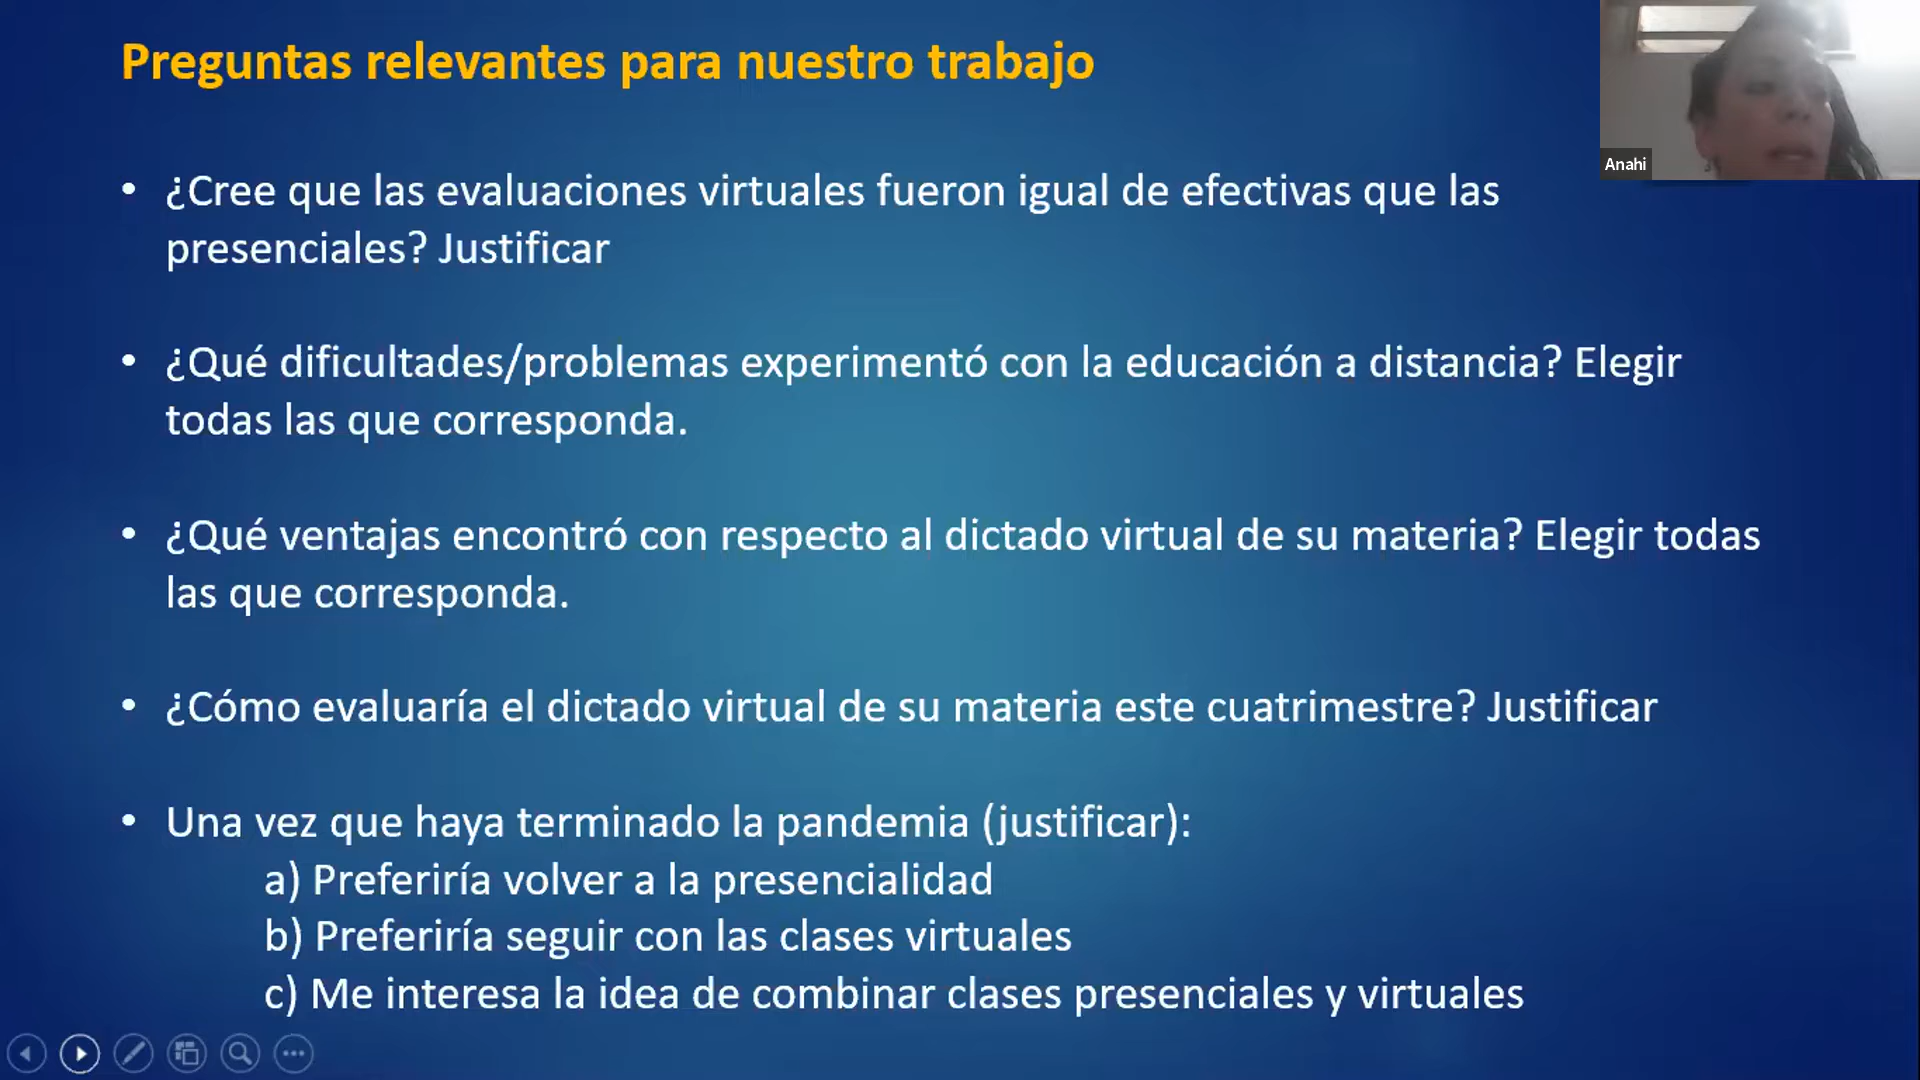 Preguntas relevantes para nuestro trabajo
Anahi
• ¿Cree que las evaluaciones virtuales fueron igual de efectivas que las
presenciales? Justificar
• ¿Qué dificultades/problemas experimentó con la educación a distancia? Elegir
todas las que corresponda.
• ¿Qué ventajas encontró con respecto al dictado virtual de su materia? Elegir todas
las que corresponda.
• ¿Cómo evaluaría el dictado virtual de su materia este cuatrimestre? Justificar
• Una vez que haya terminado la pandemia (justificar):
a) Preferiría volver a la presencialidad
b) Preferiría seguir con las clases virtuales
c) Me interesa la idea de combinar clases presenciales y virtuales